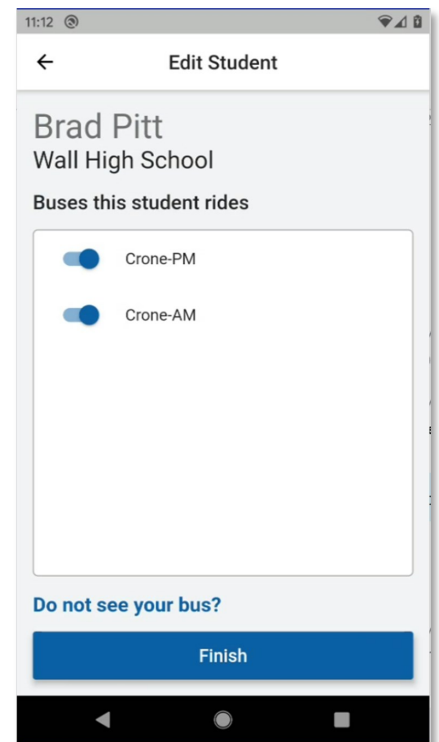 11:12
Edit Student
Brad Pitt
Wall High School
Buses this student rides
Crone-PM
Crone-AM
Do not see your bus?
Finish